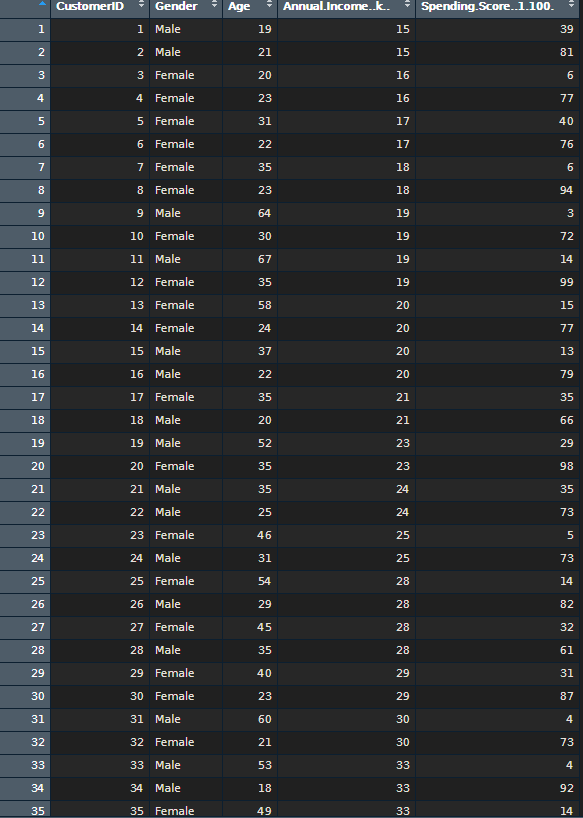 CustomerID Gender Age Annual.Income..k.. Spending.Score..1.100.
1 1 Male 19 15 39
2 2 Male 21 15 81
3 3 Female 20 16 6
4 4 Female 23 16 77
5 5 Female 31 17 40
6 6 Female 22 17 76
7 7 Female 35 18 6
8 8 Female 23 18 94
9 9 Male 64 19 3
10 10 Female 30 19 72
11 11 Male 67 19 14
12 12 Female 35 19 99
13 13 Female 58 20 15
14 14 Female 24 20 77
15 15 Male 37 20 13
16 16 Male 22 20 79
17 17 Female 35 21 35
18 18 Male 20 21 66
19 19 Male 52 23 29
20 20 Female 35 23 98
21 21 Male 35 24 35
22 22 Male 25 24 73
23 23 Female 46 25 5
24 24 Male 31 25 73
25 25 Female 54 28 14
26 26 Male 29 28 82
27 27 Female 45 28 32
28 28 Male 35 28 61
29 29 Female 40 29 31
30 30 Female 23 29 87
31 31 Male 60 30 4
32 32 Female 21 30 73
33 33 Male 53 33 4
34 34 Male 18 33 92
35 35 Female 49 33 14